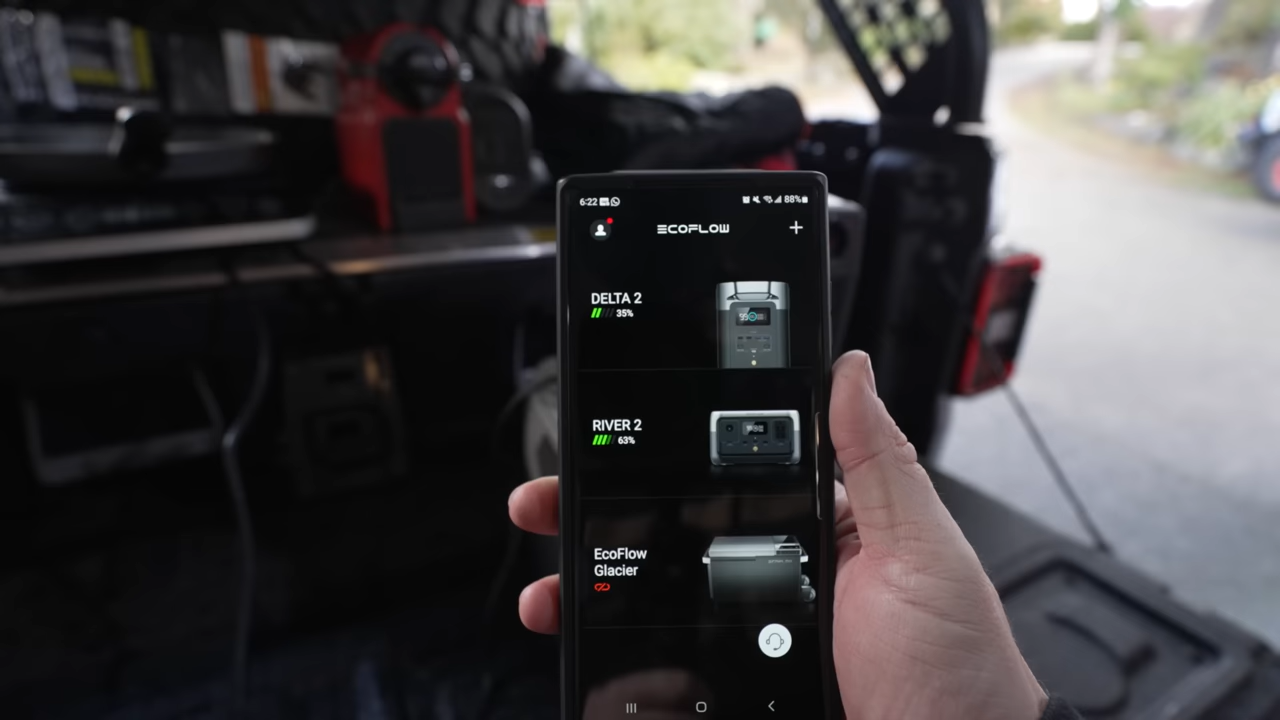 6:22
88%
ECOFLOW
DELTA 2
35%
RIVER 2
63%
EcoFlow
Glacier